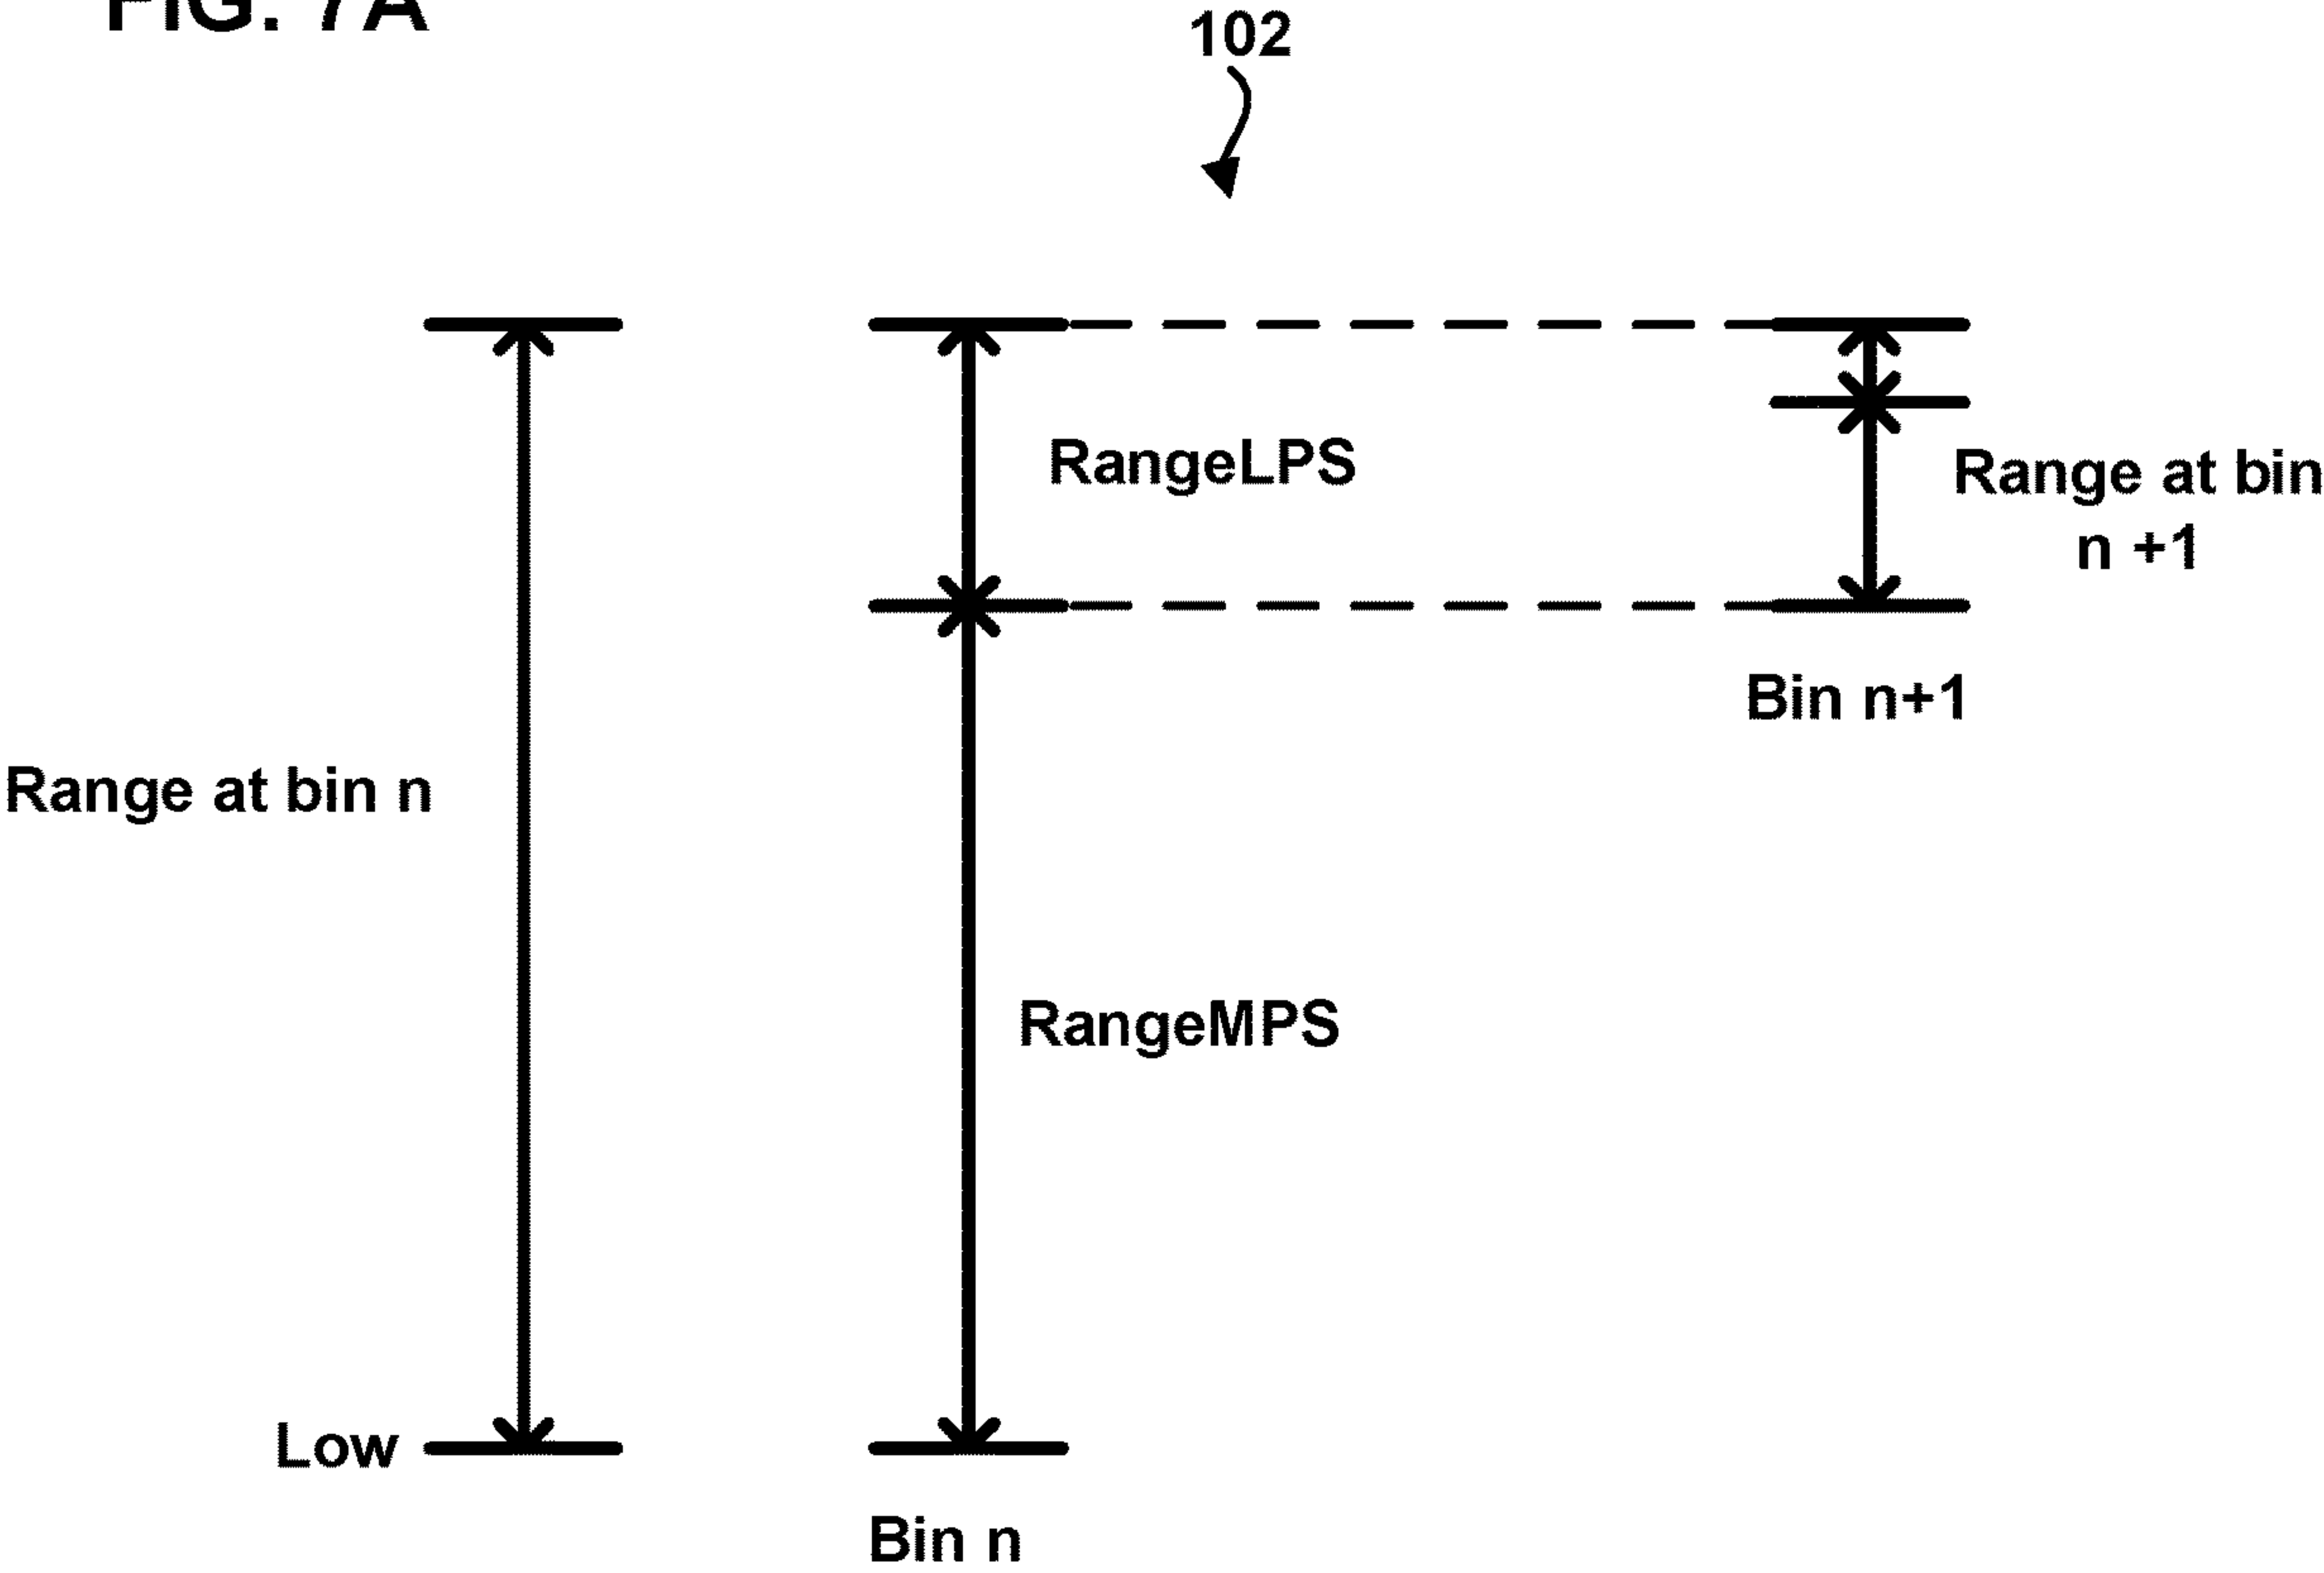 FIG. 7A
102
RangeLPS
Range at bin
n +1
Bin n+1
Range at bin n
RangeMPS
Low
Bin n